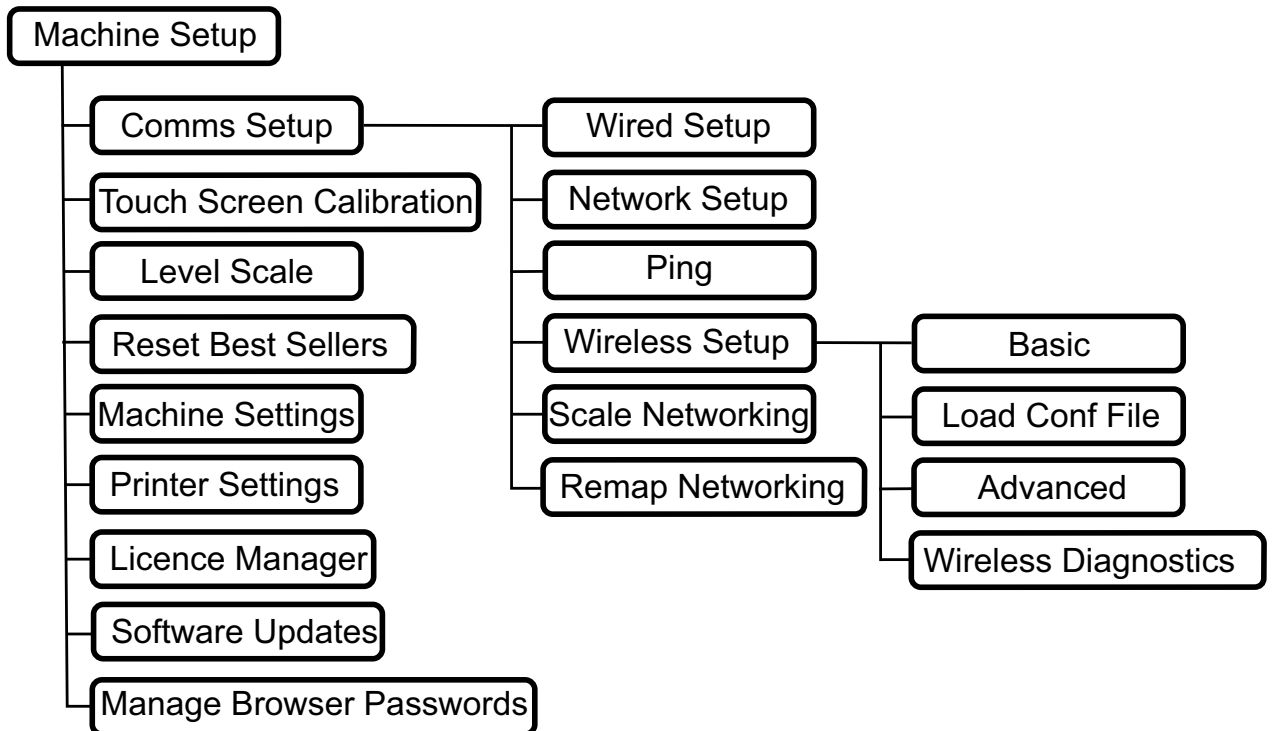 Machine Setup
Comms Setup
Touch Screen Calibration
Level Scale
Reset Best Sellers
Machine Settings
Printer Settings
Licence Manager
Software Updates
Manage Browser Passwords
Wired Setup
Network Setup
Ping
Wireless Setup
Scale Networking
Remap Networking
Basic
Load Conf File
Advanced
Wireless Diagnostics